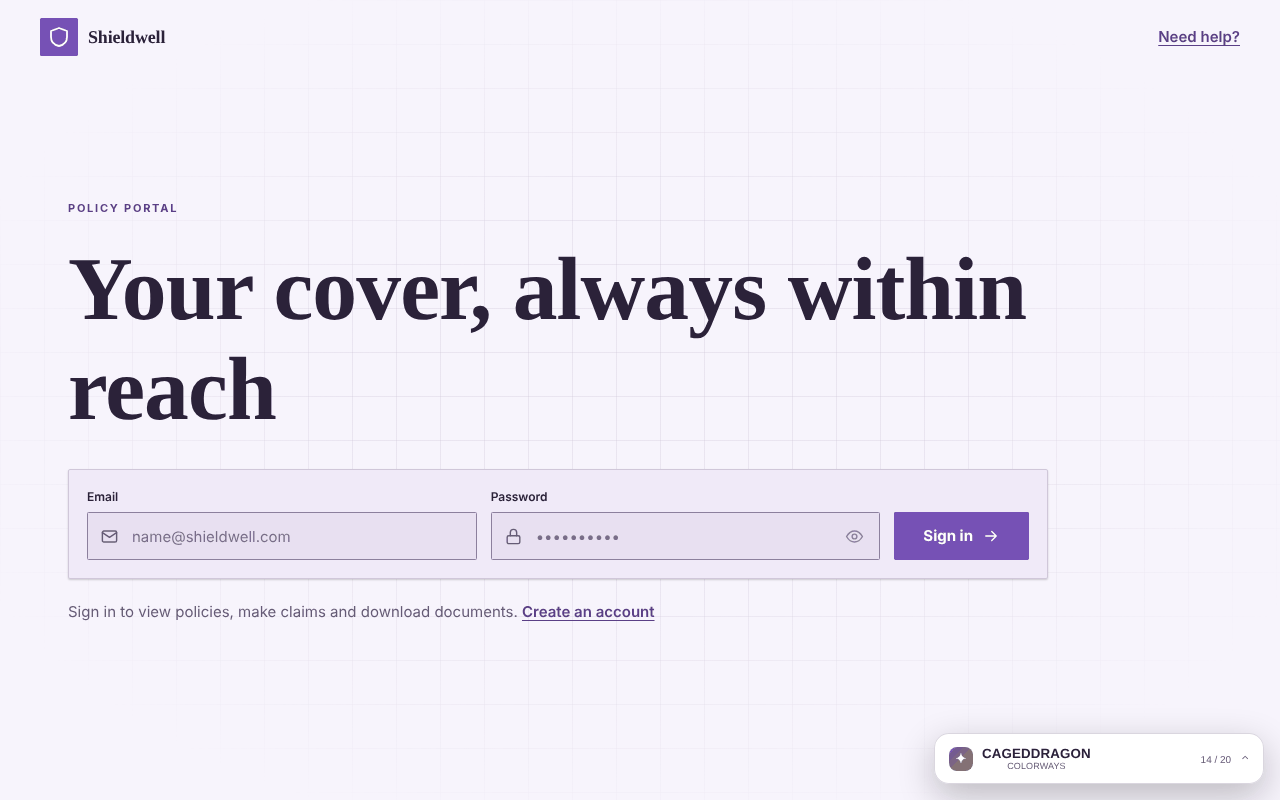 Shieldwell
Need help?
POLICY PORTAL
Your cover, always within
reach
Email
Password
name@shieldwell.com
••••••••••
Sign in
Sign in to view policies, make claims and download documents. Create an account
CAGEDDRAGON
COLORWAYS
14 / 20